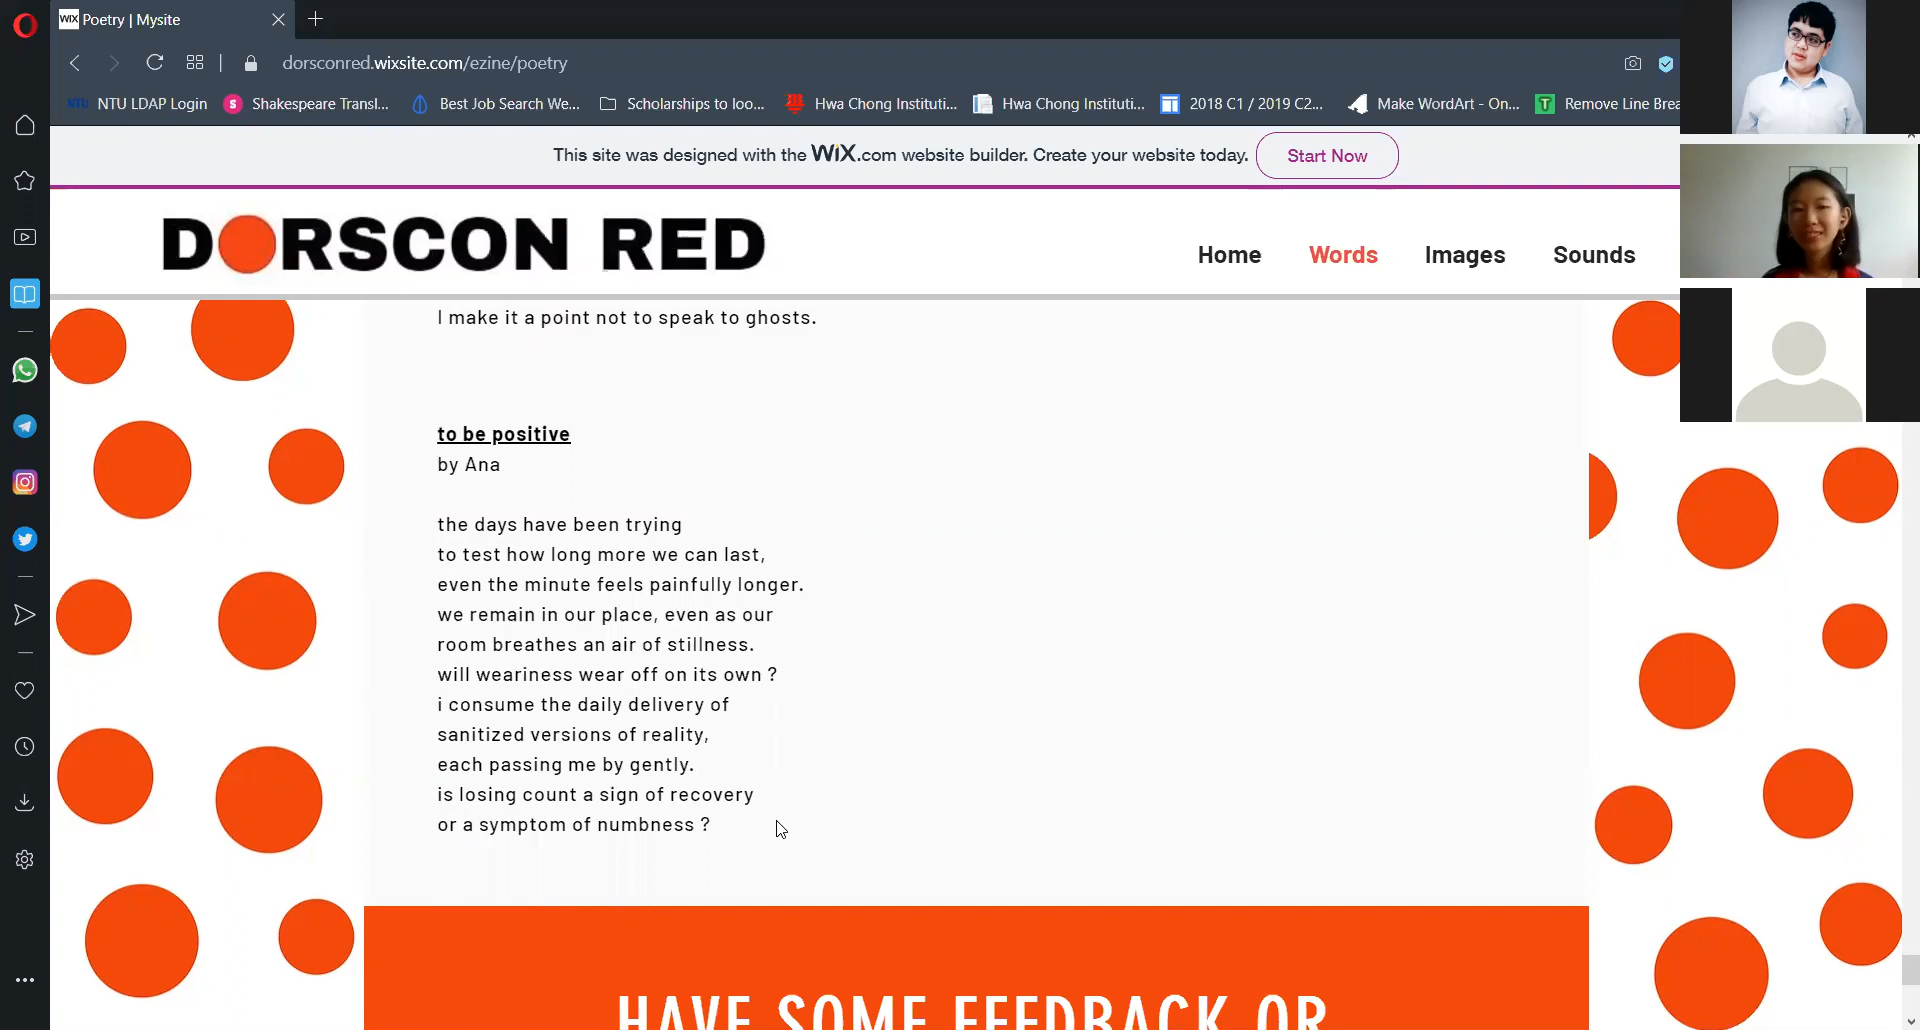 WIX Poetry | Mysite
dorsconred.wixsite.com/ezine/poetry
NTU NTU LDAP Login
S Shakespeare Transl...
Best Job Search We...
Scholarships to loo...
Hwa Chong Instituti...
Hwa Chong Instituti...
2018 C1 / 2019 C2...
Make WordArt - On...
T Remove Line Brea
This site was designed with the WiX.com website builder. Create your website today.
Start Now
DORSCON RED
Home
Words
Images
Sounds
I make it a point not to speak to ghosts.
to be positive
by Ana
the days have been trying
to test how long more we can last,
even the minute feels painfully longer.
we remain in our place, even as our
room breathes an air of stillness.
will weariness wear off on its own ?
i consume the daily delivery of
sanitized versions of reality,
each passing me by gently.
is losing count a sign of recovery
or a symptom of numbness ?
HAVE SOME FEEDBACK OR